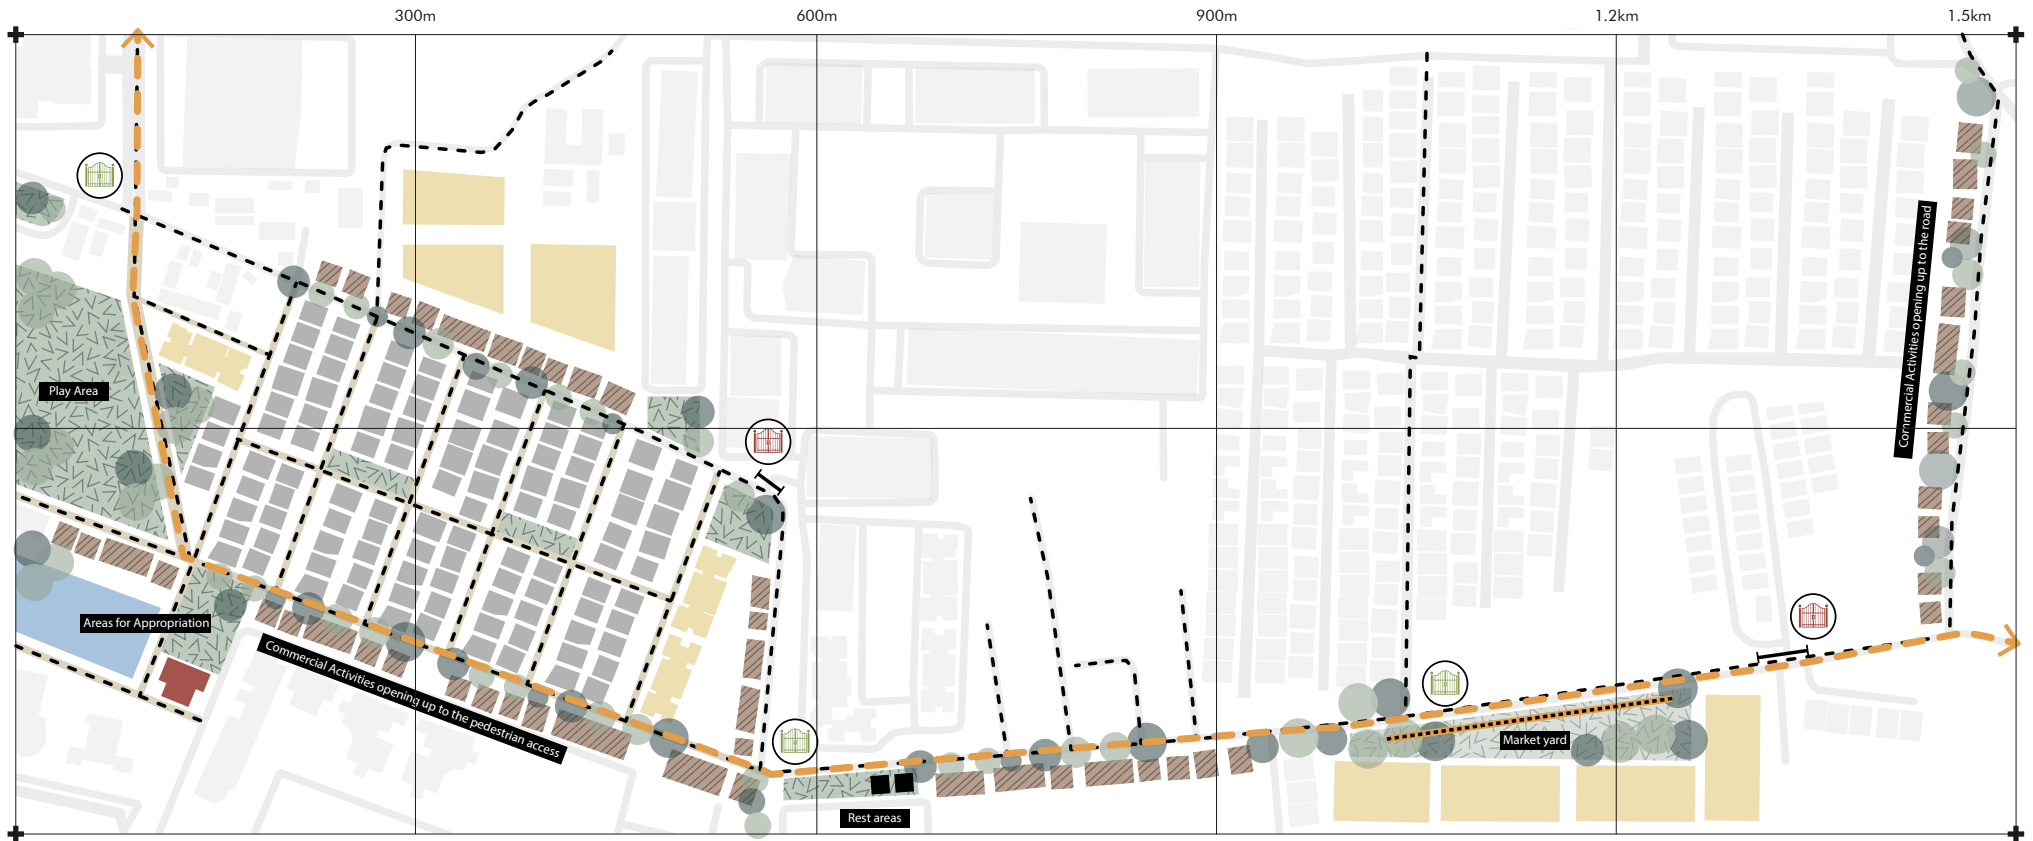 300m
600m
900m
1.2km
1.5km
Play Area
Areas for Appropriation
Commercial Activities opening up to the pedestrian access
Rest areas
Market yard
Commercial Activities opening up to the road